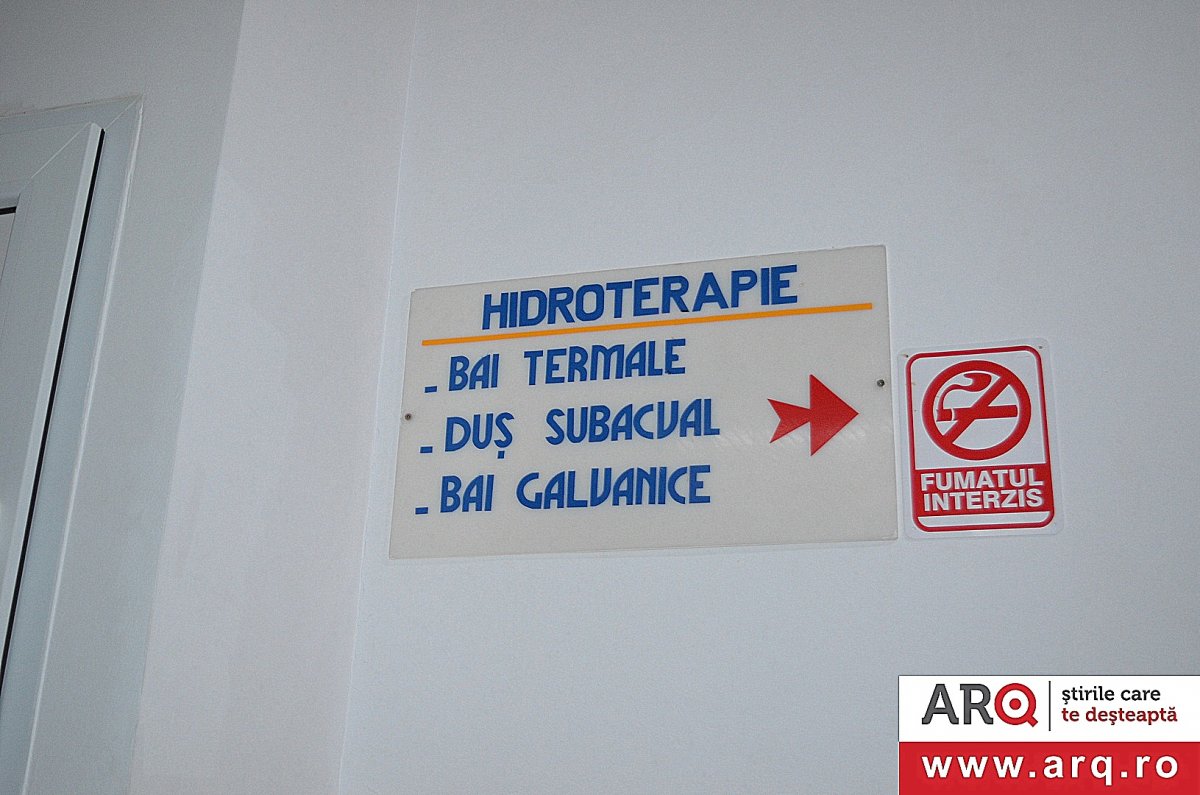 HIDROTERAPIE
- BAI TERMALE
- DUȘ SUBACVAL
- BAI GALVANICE
FUMATUL
INTERZIS
ARQ
știrile care
te deșteaptă
www.arq.ro